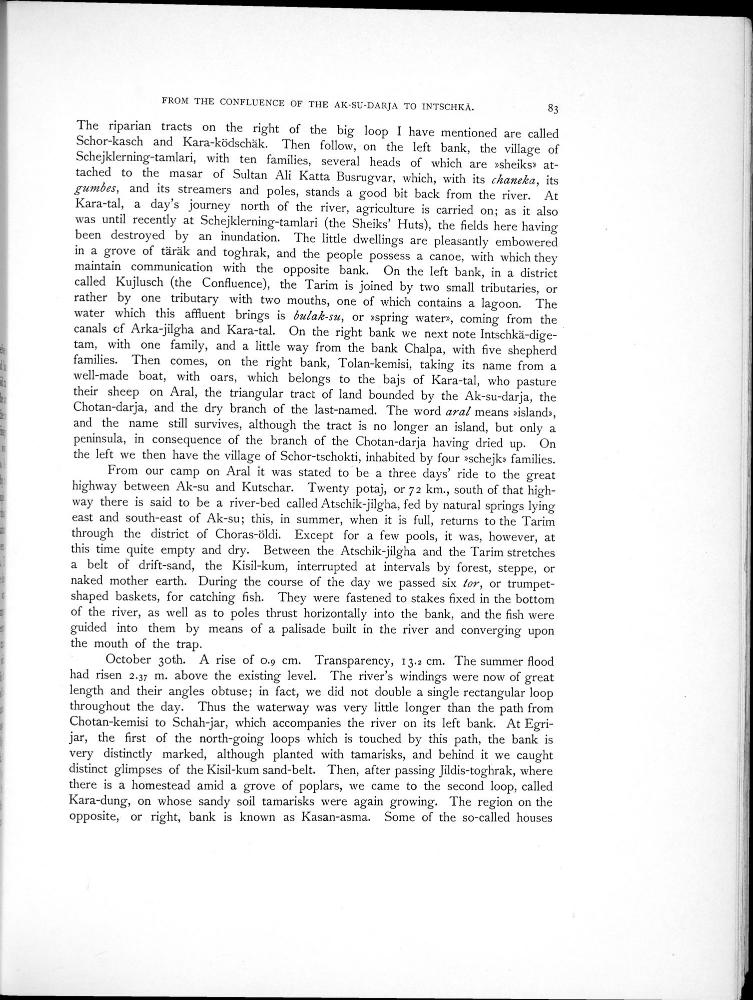 FROM THE CONFLUENCE OF THE AK-SU-DARJA TO INTSCHKÄ. 83
The riparian tracts on the right of the big loop I have mentioned are called
Schor-kasch and Kara-ködschäk. Then follow, on the left bank, the village of
Schejklerning-tamlari, with ten families, several heads of which are »sheiks» at-
tached to the masar of Sultan Ali Katta Busrugvar, which, with its chaneka, its
gumbes, and its streamers and poles, stands a good bit back from the river. At
Kara-tal, a day's journey north of the river, agriculture is carried on; as it also
was until recently at Schejklerning-tamlari (the Sheiks' Huts), the fields here having
been destroyed by an inundation. The little dwellings are pleasantly embowered
in a grove of täräk and toghrak, and the people possess a canoe, with which they
maintain communication with the opposite bank. On the left bank, in a district
called Kujlusch (the Confluence), the Tarim is joined by two small tributaries, or
rather by one tributary with two mouths, one of which contains a lagoon. The
water which this affluent brings is bulak-su, or »spring water», coming from the
canals of Arka-jilgha and Kara-tal. On the right bank we next note Intschkä-dige-
tam, with one family, and a little way from the bank Chalpa, with five shepherd
families. Then comes, on the right bank, Tolan-kemisi, taking its name from a
well-made boat, with oars, which belongs to the bajs of Kara-tal, who pasture
their sheep on Aral, the triangular tract of land bounded by the Ak-su-darja, the
Chotan-darja, and the dry branch of the last-named. The word aral means »island»,
and the name still survives, although the tract is no longer an island, but only a
peninsula, in consequence of the branch of the Chotan-darja having dried up. On
the left we then have the village of Schor-tschokti, inhabited by four »schejk» families.
From our camp on Aral it was stated to be a three days' ride to the great
highway between Ak-su and Kutschar. Twenty potaj, or 72 km., south of that high-
way there is said to be a river-bed called Atschik-jilgha, fed by natural springs lying
east and south-east of Ak-su; this, in summer, when it is full, returns to the Tarim
through the district of Choras-öldi. Except for a few pools, it was, however, at
this time quite empty and dry. Between the Atschik-jilgha and the Tarim stretches
a belt of drift-sand, the Kisil-kum, interrupted at intervals by forest, steppe, or
naked mother earth. During the course of the day we passed six tor, or trumpet-
shaped baskets, for catching fish. They were fastened to stakes fixed in the bottom
of the river, as well as to poles thrust horizontally into the bank, and the fish were
guided into them by means of a palisade built in the river and converging upon
the mouth of the trap.
October 30th. A rise of 0.9 cm. Transparency, 13.2 cm. The summer flood
had risen 2.37 m. above the existing level. The river's windings were now of great
length and their angles obtuse; in fact, we did not double a single rectangular loop
throughout the day. Thus the waterway was very little longer than the path from
Chotan-kemisi to Schah-jar, which accompanies the river on its left bank. At Egri-
jar, the first of the north-going loops which is touched by this path, the bank is
very distinctly marked, although planted with tamarisks, and behind it we caught
distinct glimpses of the Kisil-kum sand-belt. Then, after passing Jildis-toghrak, where
there is a homestead amid a grove of poplars, we came to the second loop, called
Kara-dung, on whose sandy soil tamarisks were again growing. The region on the
opposite, or right, bank is known as Kasan-asma. Some of the so-called houses